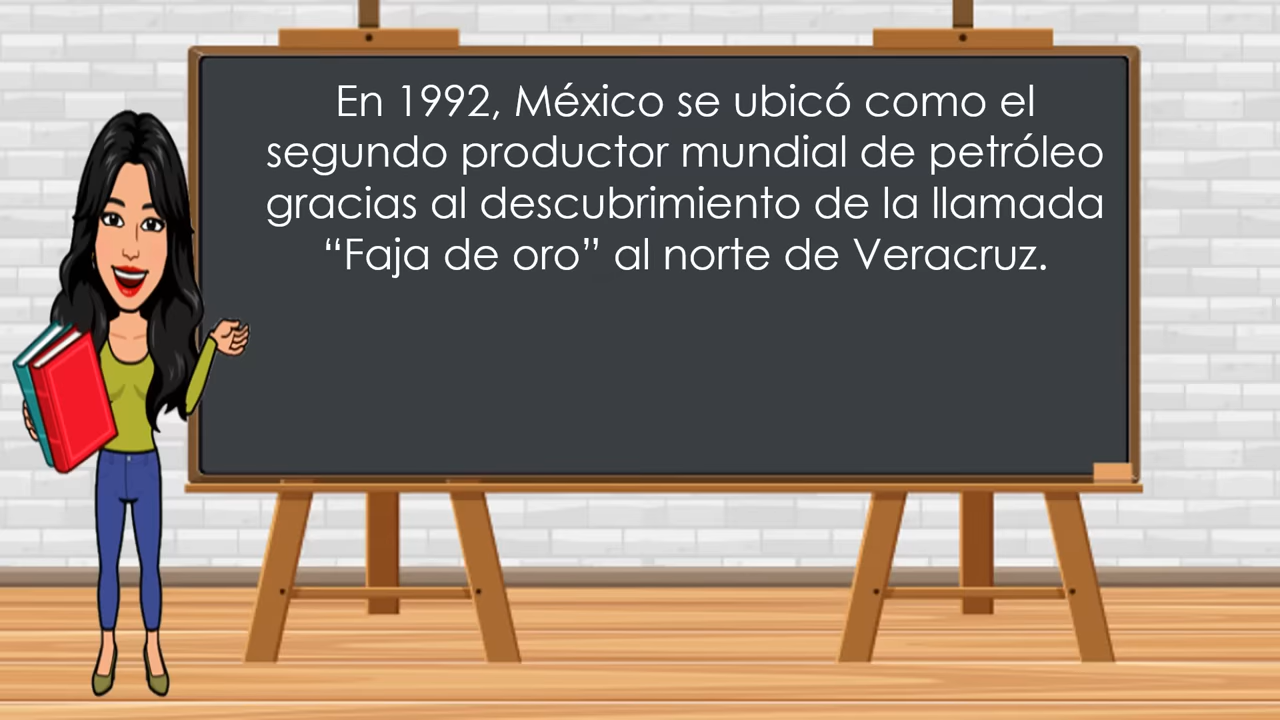 En 1992, México se ubicó como el
segundo productor mundial de petróleo
gracias al descubrimiento de la llamada
“Faja de oro” al norte de Veracruz.